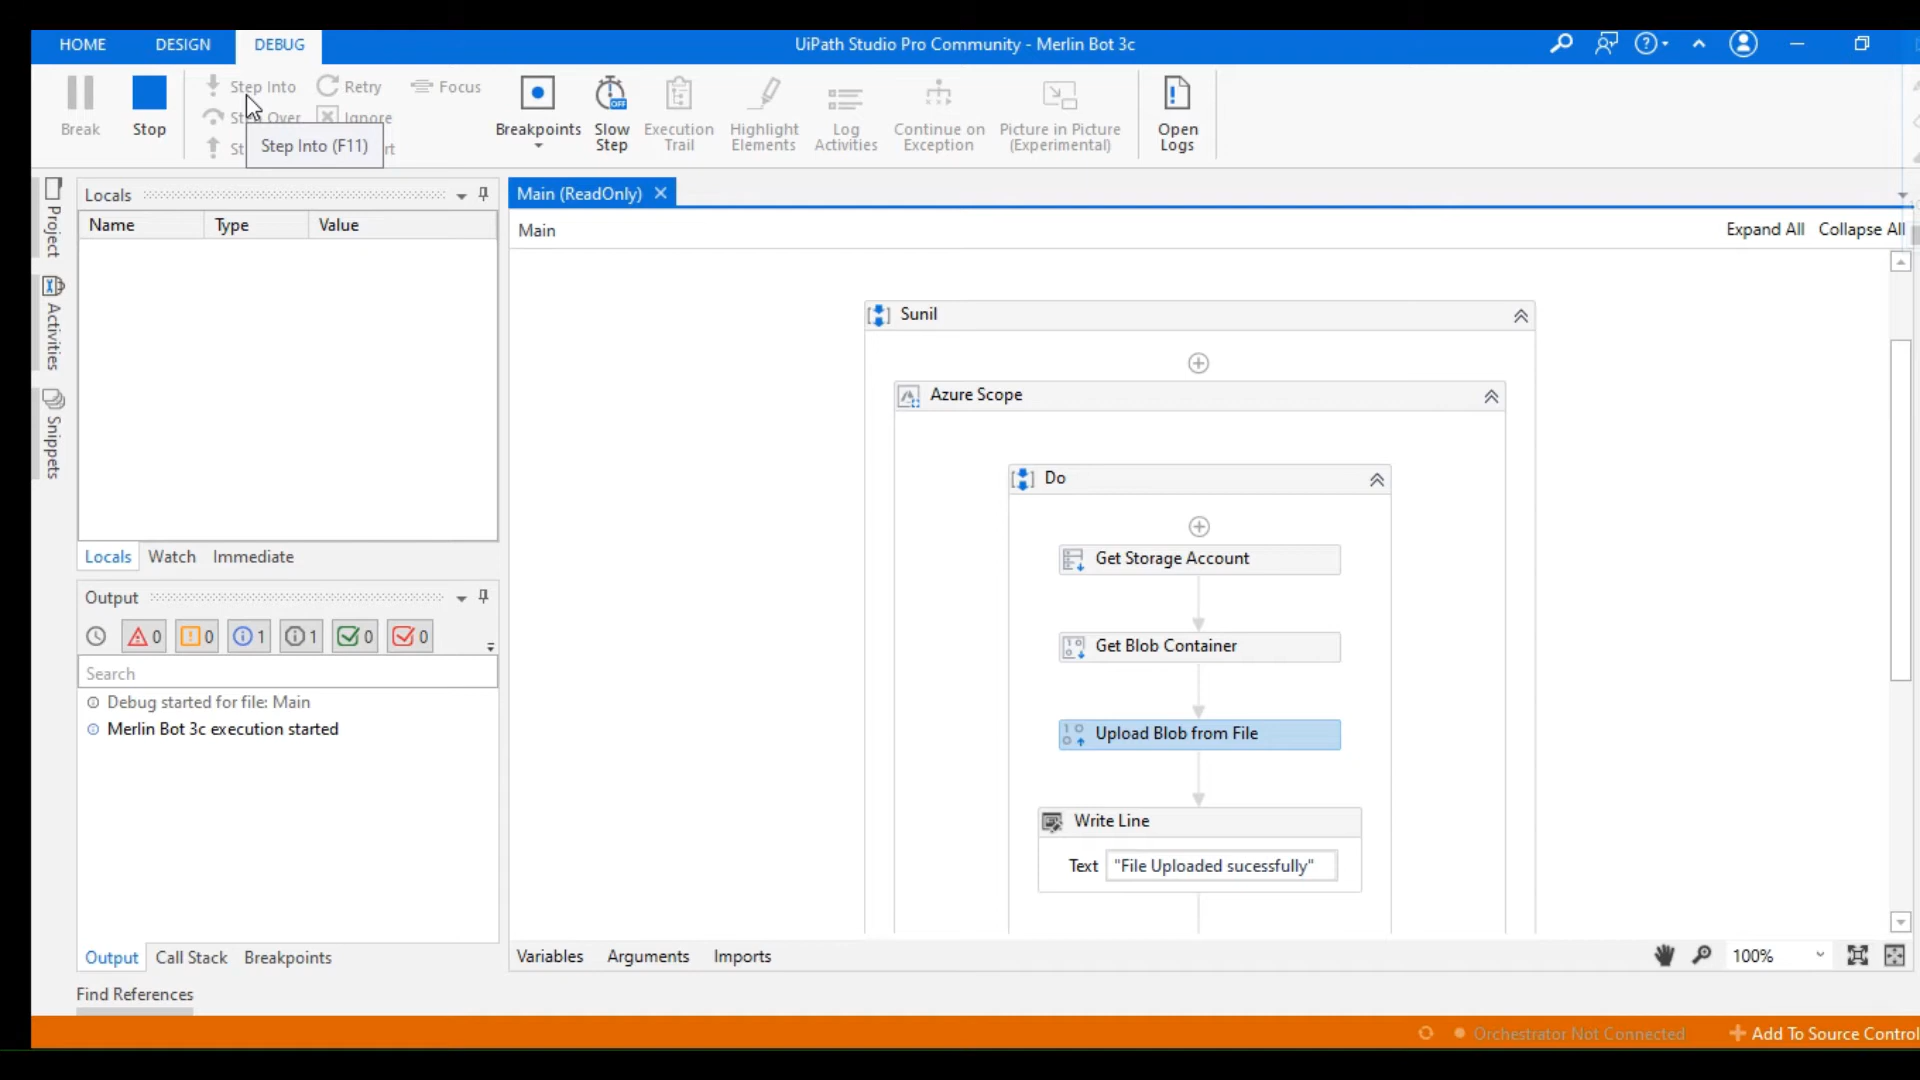 HOME DESIGN DEBUG UiPath Studio Pro Community - Merlin Bot 3c
Break
Stop
Step Into
Retry
Focus
Ignore
Step Into (F11)
Breakpoints
Slow
Step
Execution
Trail
Highlight
Elements
Log
Activities
Continue on
Exception
Picture in Picture
(Experimental)
Open
Logs
OFF
Project
Activities
Snippets
Locals
Name Type Value
Locals Watch Immediate
Output
0 0 1 1 0 0
Search
Debug started for file: Main
Merlin Bot 3c execution started
Output Call Stack Breakpoints
Find References
Main (ReadOnly)
Main
Expand All Collapse All
Sunil
Azure Scope
Do
Get Storage Account
Get Blob Container
Upload Blob from File
Write Line
Text "File Uploaded sucessfully"
Variables Arguments Imports
100%
Orchestrator Not Connected
Add To Source Control